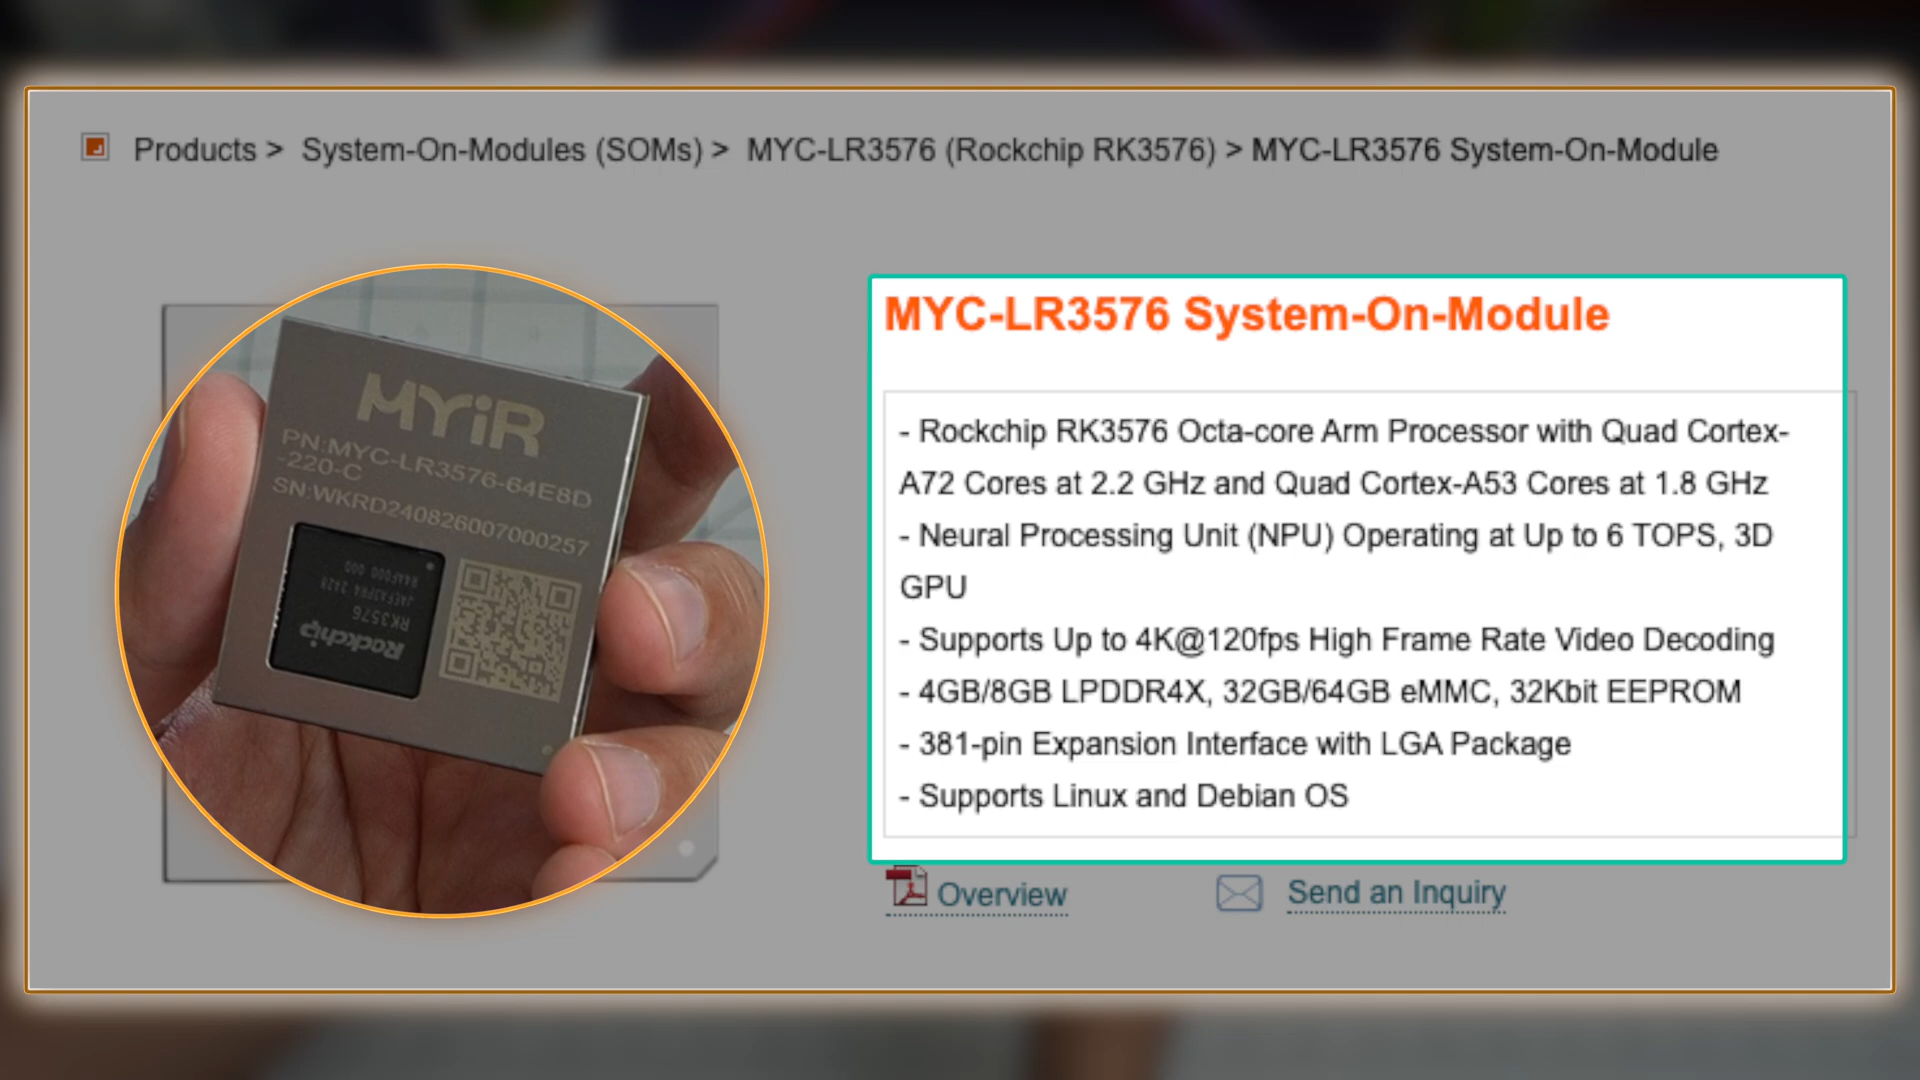 Products > System-On-Modules (SOMs) > MYC-LR3576 (Rockchip RK3576) > MYC-LR3576 System-On-Module
MYiR
PN:MYC-LR3576-64E8D
-220-C
SN:WKRD240826007000257
Rockchip
RK3576
MYC-LR3576 System-On-Module
- Rockchip RK3576 Octa-core Arm Processor with Quad Cortex-
A72 Cores at 2.2 GHz and Quad Cortex-A53 Cores at 1.8 GHz
- Neural Processing Unit (NPU) Operating at Up to 6 TOPS, 3D
GPU
- Supports Up to 4K@120fps High Frame Rate Video Decoding
- 4GB/8GB LPDDR4X, 32GB/64GB eMMC, 32Kbit EEPROM
- 381-pin Expansion Interface with LGA Package
- Supports Linux and Debian OS
Overview
Send an Inquiry